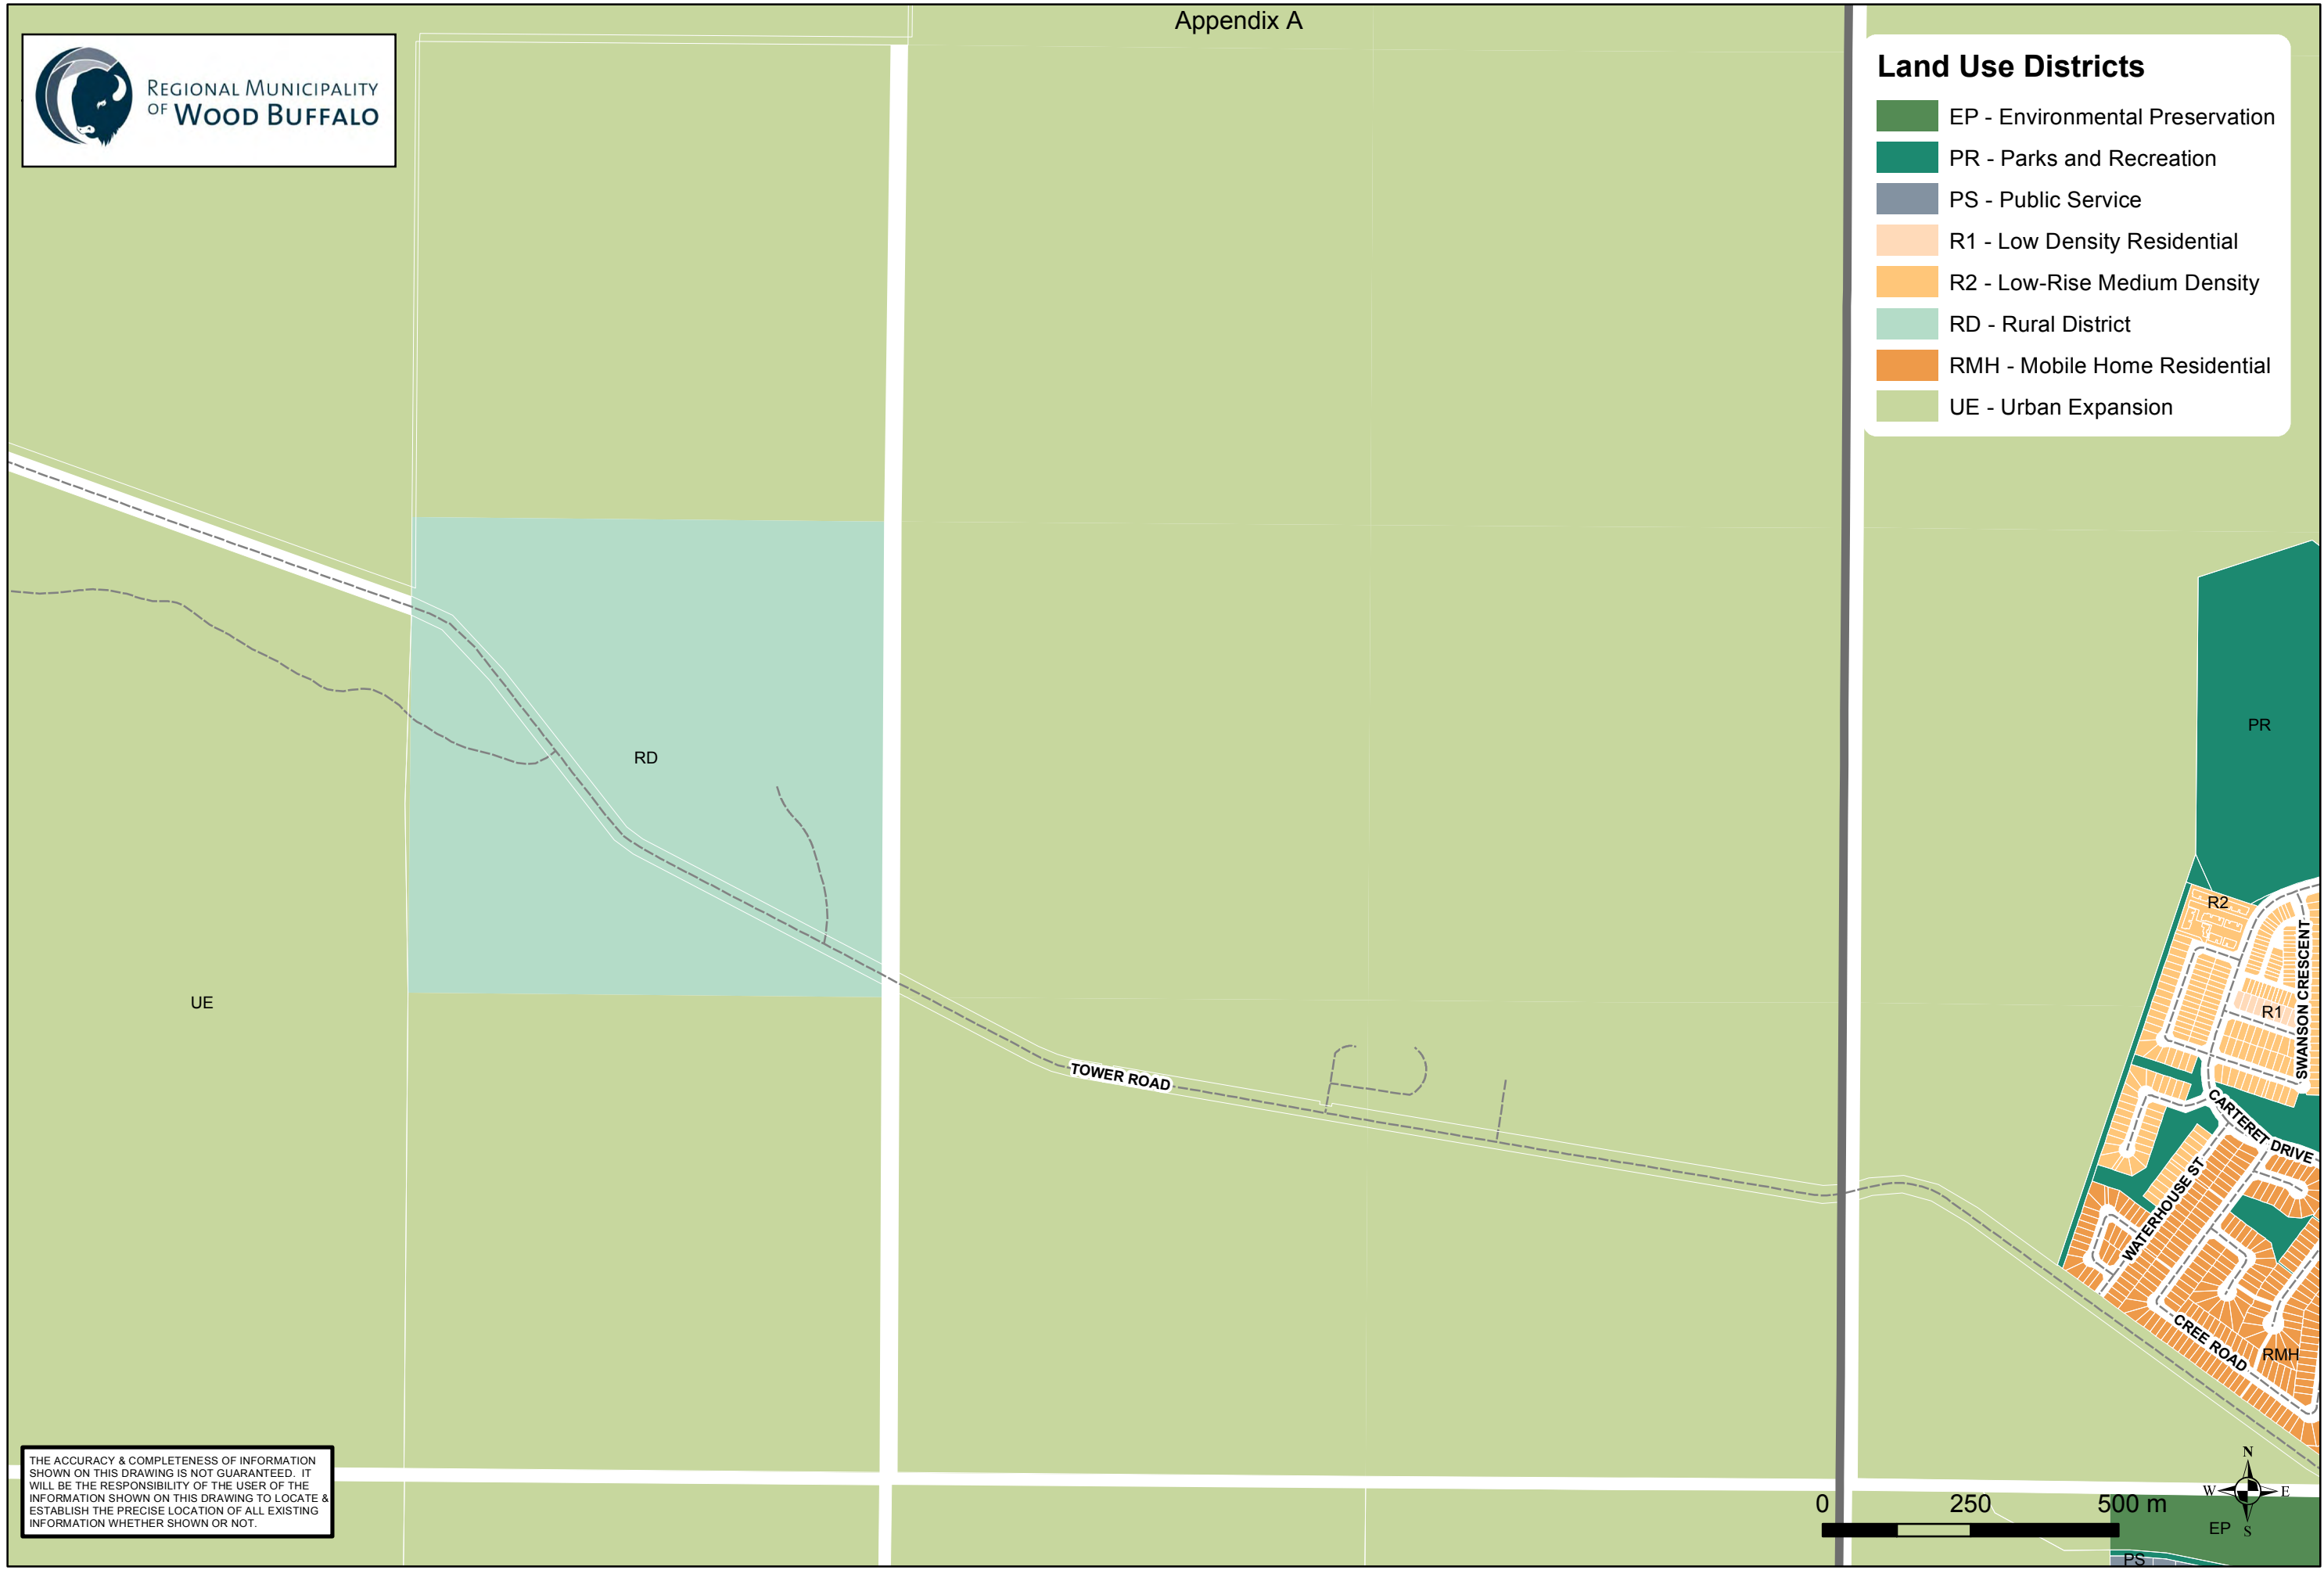 Appendix A
REGIONAL MUNICIPALITY
OF WOOD BUFFALO
Land Use Districts
EP - Environmental Preservation
PR - Parks and Recreation
PS - Public Service
R1 - Low Density Residential
R2 - Low-Rise Medium Density
RD - Rural District
RMH - Mobile Home Residential
UE - Urban Expansion
PR
RD
R2
SWANSON CRESCENT
UE
R1
TOWER ROAD
CARTERET DRIVE
WATERHOUSE ST
CREE ROAD
RMH
THE ACCURACY & COMPLETENESS OF INFORMATION
SHOWN ON THIS DRAWING IS NOT GUARANTEED. IT
WILL BE THE RESPONSIBILITY OF THE USER OF THE
INFORMATION SHOWN ON THIS DRAWING TO LOCATE &
ESTABLISH THE PRECISE LOCATION OF ALL EXISTING
INFORMATION WHETHER SHOWN OR NOT.
0 250 500 m
N
W E
S
EP
PS